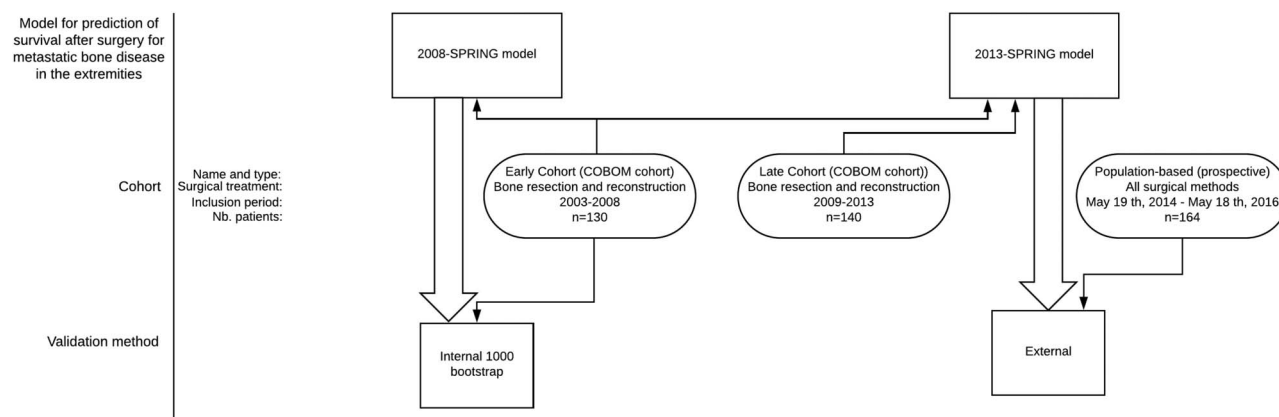 Model for prediction of
survival after surgery for
metastatic bone disease
in the extremities
2008-SPRING model
2013-SPRING model
Cohort
Name and type:
Surgical treatment:
Inclusion period:
Nb. patients:
Early Cohort (COBOM cohort)
Bone resection and reconstruction
2003-2008
n=130
Late Cohort (COBOM cohort))
Bone resection and reconstruction
2009-2013
n=140
Population-based (prospective)
All surgical methods
May 19 th, 2014 - May 18 th, 2016
n=164
Validation method
Internal 1000
bootstrap
External